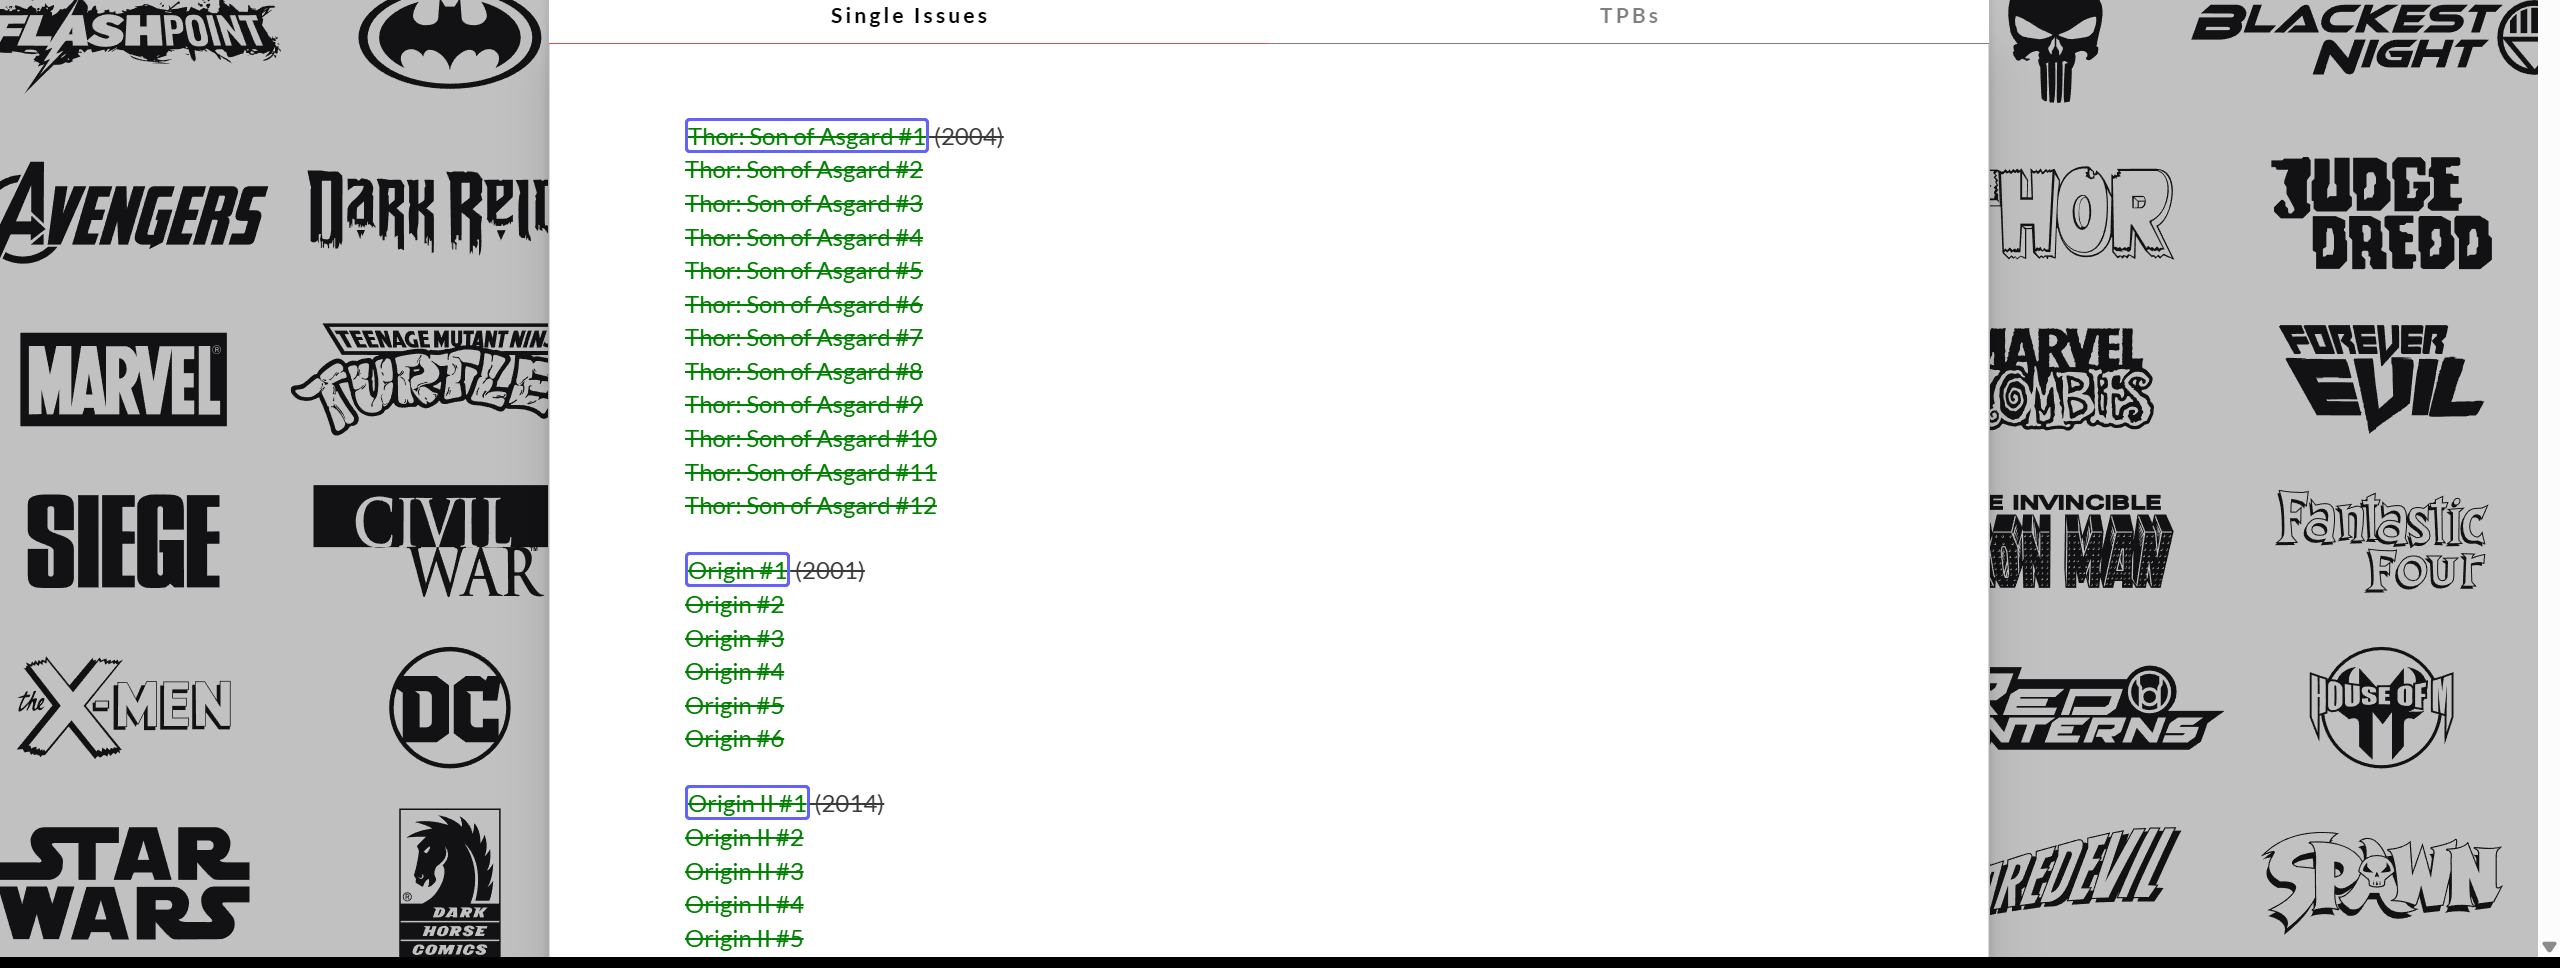 Single Issues
TPBs
Thor: Son of Asgard #1 (2004)
Thor: Son of Asgard #2
Thor: Son of Asgard #3
Thor: Son of Asgard #4
Thor: Son of Asgard #5
Thor: Son of Asgard #6
Thor: Son of Asgard #7
Thor: Son of Asgard #8
Thor: Son of Asgard #9
Thor: Son of Asgard #10
Thor: Son of Asgard #11
Thor: Son of Asgard #12
Origin #1 (2001)
Origin #2
Origin #3
Origin #4
Origin #5
Origin #6
Origin II #1 (2014)
Origin II #2
Origin II #3
Origin II #4
Origin II #5
FLASHPOINT
AVENGERS
DARK REI
MARVEL®
TEENAGE MUTANT NIN
TURTLE
SIEGE
CIVIL
WAR™
the X-MEN
DC
STAR
WARS
®
DARK
HORSE
COMICS
BLACKEST
NIGHT
HOR
JUDGE
DREDD
MARVEL
ZOMBIES
FOREVER
EVIL
E INVINCIBLE
RON MAN
Fantastic
Four
RED
NTERNS
HOUSE OF M
AREDEVIL
SPAWN